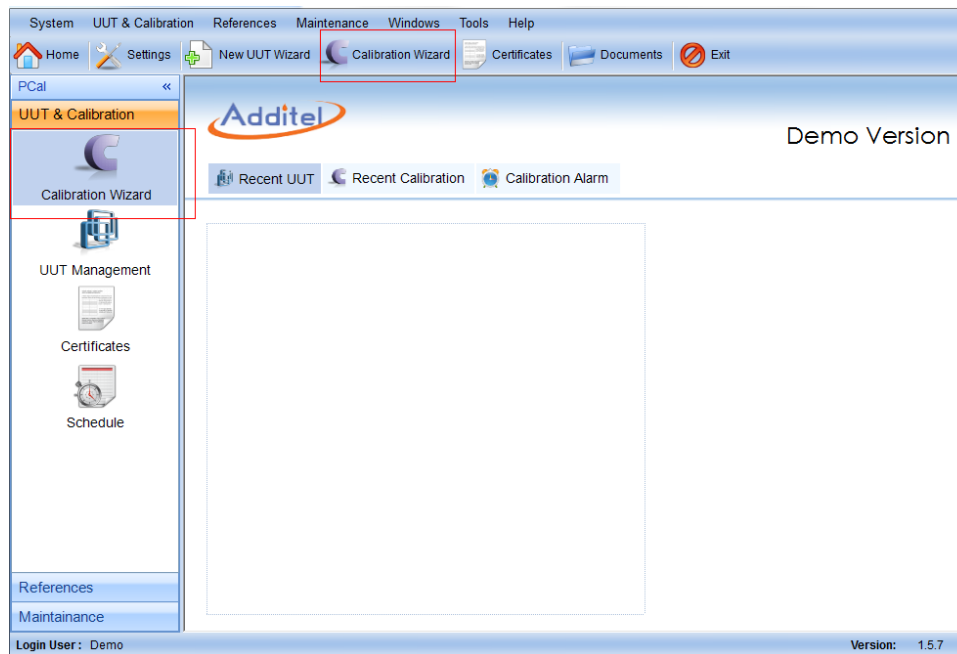 System UUT & Calibration References Maintenance Windows Tools Help
Home Settings New UUT Wizard Calibration Wizard Certificates Documents Exit
PCal «
UUT & Calibration
Calibration Wizard
UUT Management
Certificates
Schedule
References
Maintainance
Additel
Demo Version
Recent UUT Recent Calibration Calibration Alarm
Login User : Demo
Version: 1.5.7